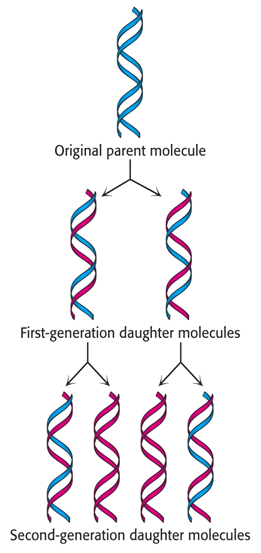 Original parent molecule
First-generation daughter molecules
Second-generation daughter molecules